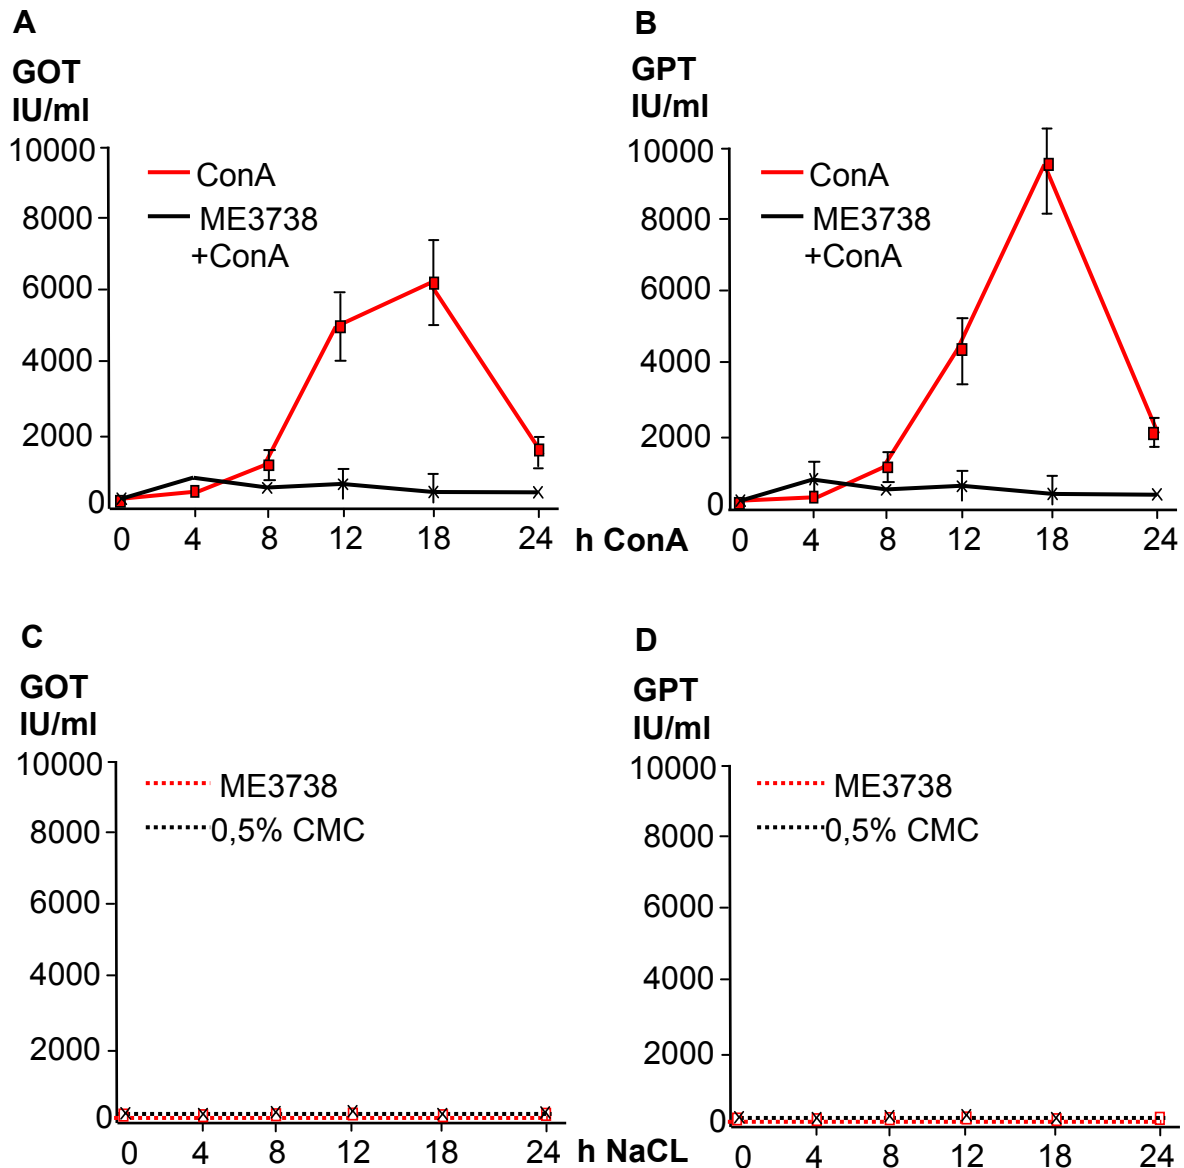 A
GOT
IU/ml
10000
8000
6000
4000
2000
0
ConA
ME3738
+ConA
0 4 8 12 18 24 h ConA
B
GPT
IU/ml
10000
8000
6000
4000
2000
0
ConA
ME3738
+ConA
0 4 8 12 18 24
C
GOT
IU/ml
10000
8000
6000
4000
2000
0
ME3738
0,5% CMC
0 4 8 12 18 24 h NaCL
D
GPT
IU/ml
10000
8000
6000
4000
2000
0
ME3738
0,5% CMC
0 4 8 12 18 24